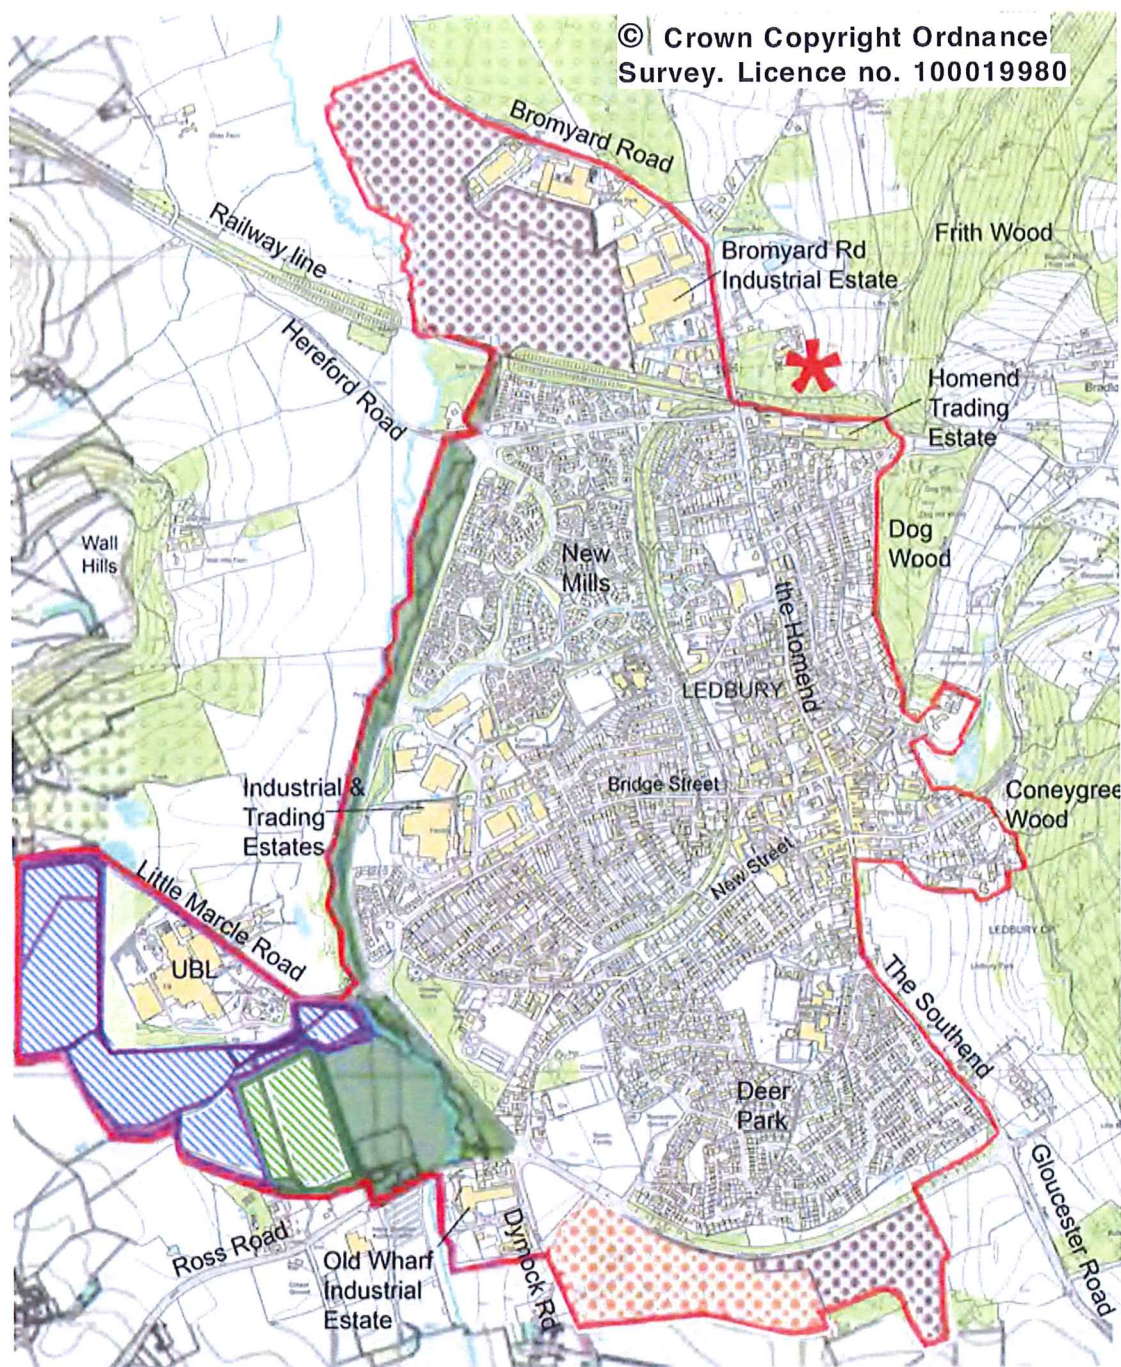 © Crown Copyright Ordnance
Survey. Licence no. 100019980
Bromyard Road
Frith Wood
Railway line
Bromyard Rd
Industrial Estate
Hereford Road
Homend
Trading
Estate
Wall
Hills
New
Mills
Dog
Wood
the Homend
LEDBURY
Industrial &
Trading
Estates
Bridge Street
Coneygree
Wood
New Street
Little Marcle Road
UBL
LEDBURY CP
The Southend
Deer
Park
Gloucester Road
Ross Road
Old Wharf
Industrial
Estate
Dymock Rd